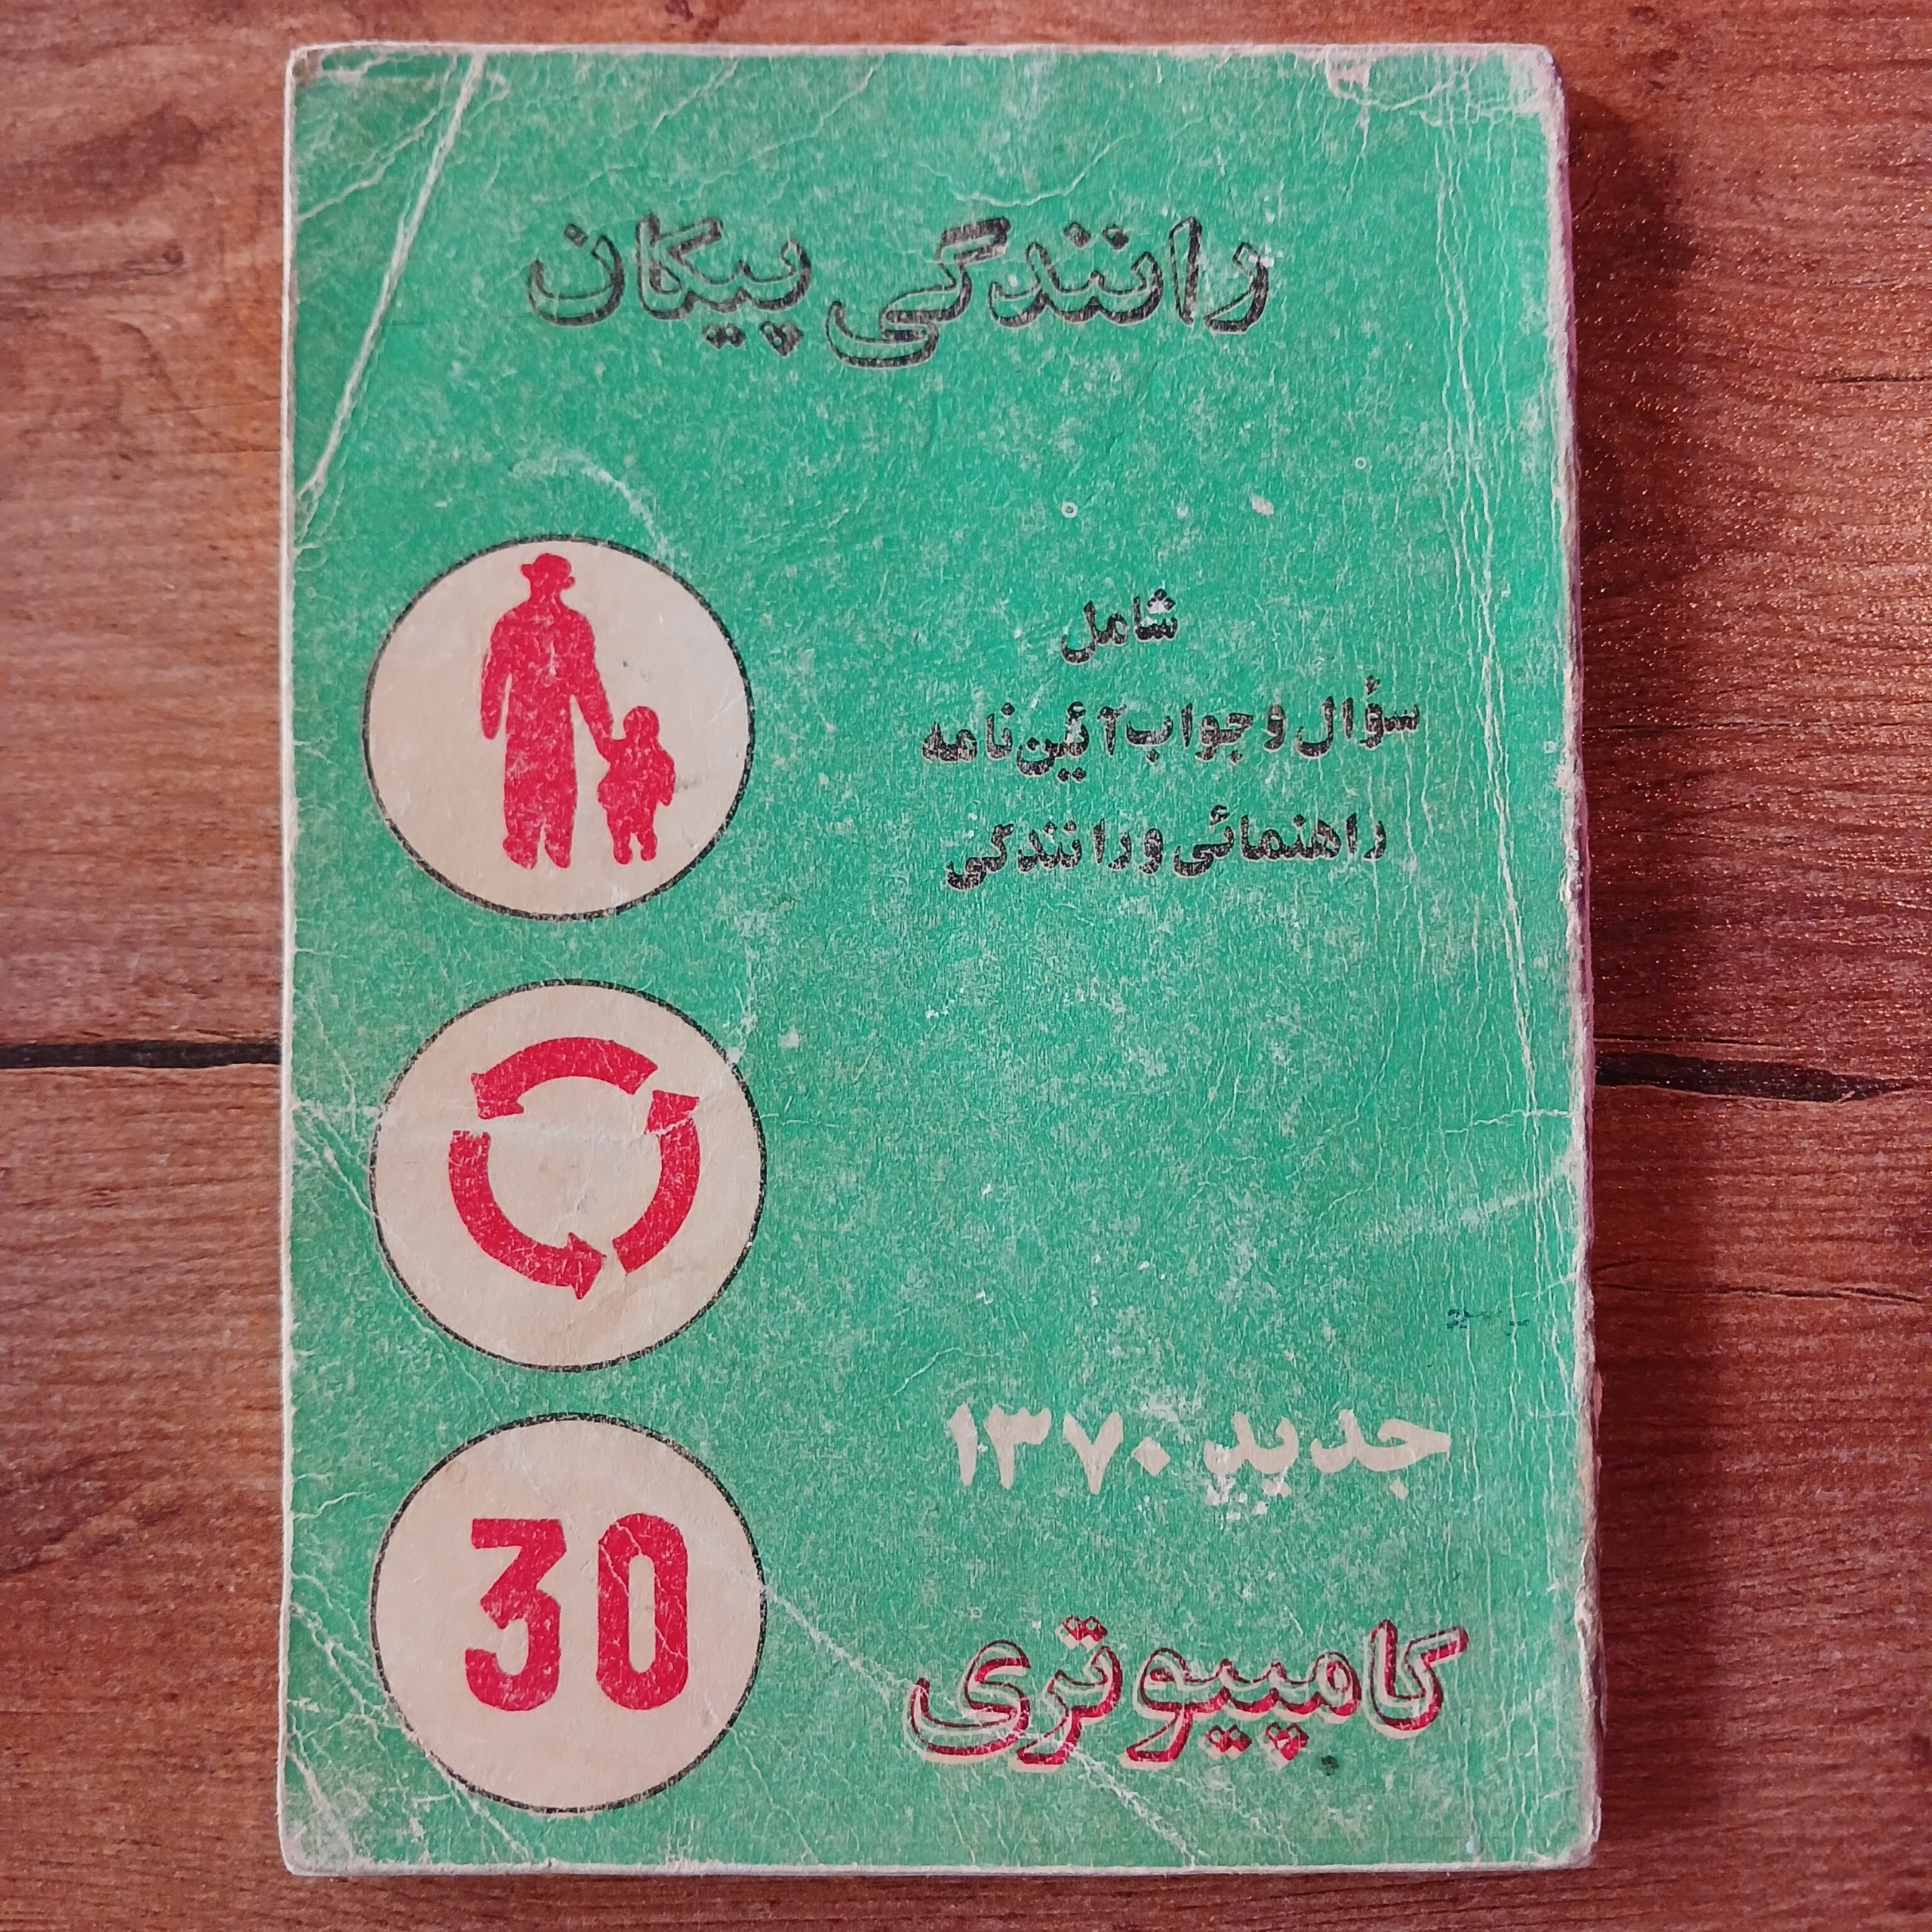 رانندگی پیکان
شامل
سؤال و جواب آئین‌نامه
راهنمائی و رانندگی
جدید ۱۳۷۰
کامپیوتری
30